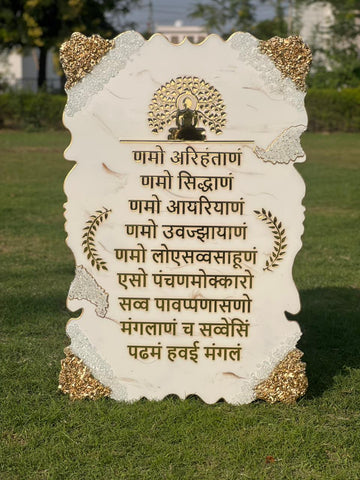 णमो अरिहंताणं
णमो सिद्धाणं
णमो आयरियाणं
णमो उवज्झायाणं
णमो लोएसव्वसाहूणं
एसो पंचणमोक्कारो
सव्व पावप्पणासणो
मंगलाणं च सव्वेसिं
पढमं हवई मंगलं